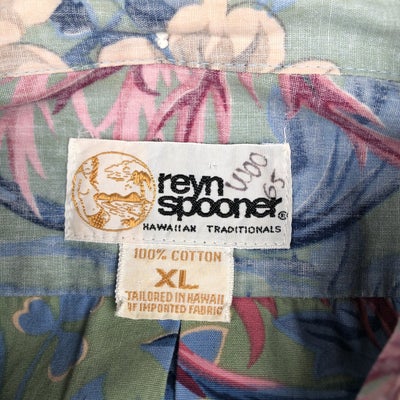 reyn
spooner®
HAWAIIAN TRADITIONALS
100% COTTON
XL
TAILORED IN HAWAII
OF IMPORTED FABRIC